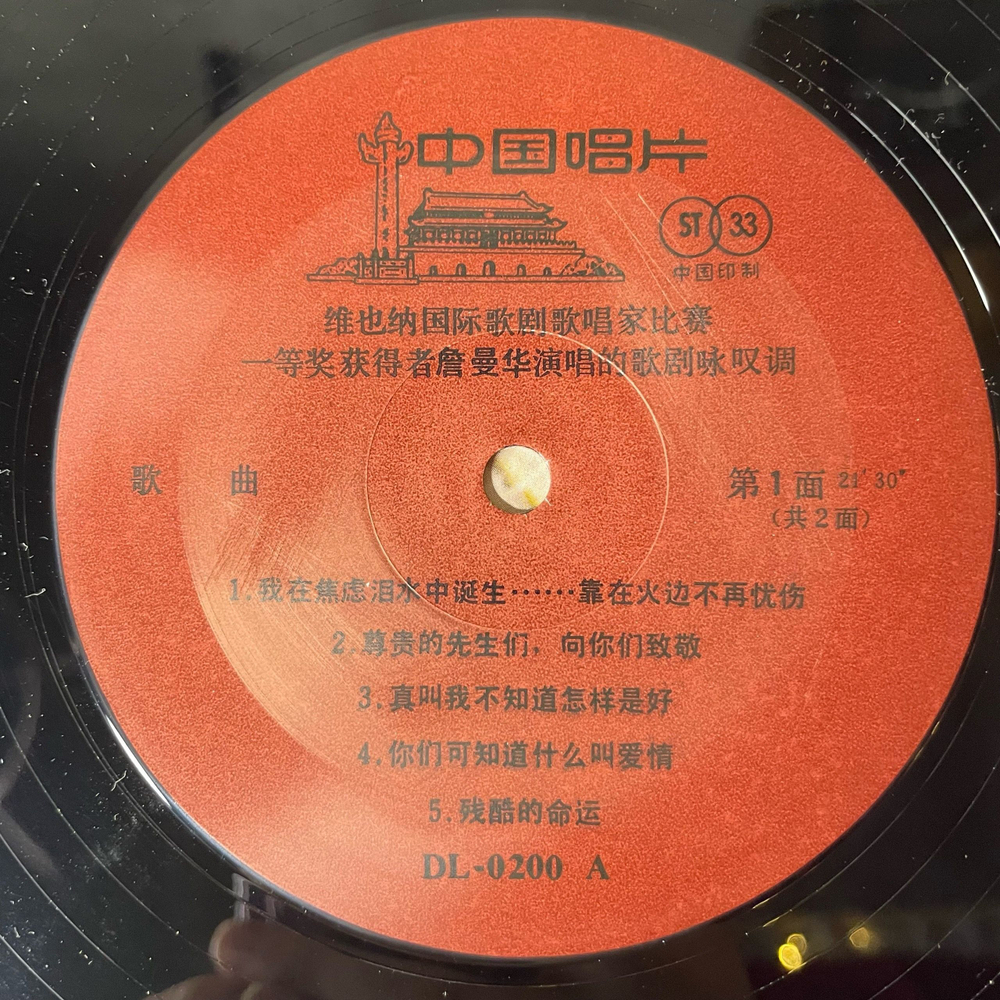 中国唱片
ST 33
中国印制
维也纳国际歌剧歌唱家比赛
一等奖获得者詹曼华演唱的歌剧咏叹调
歌 曲
第1面 21′30″
(共2面)
1.我在焦虑泪水中诞生……靠在火边不再忧伤
2.尊贵的先生们，向你们致敬
3.真叫我不知道怎样是好
4.你们可知道什么叫爱情
5.残酷的命运
DL-0200 A